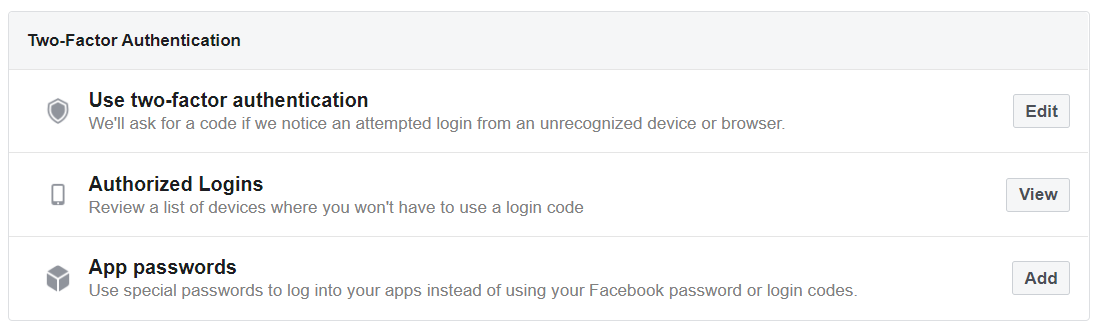 Two-Factor Authentication
Use two-factor authentication
We'll ask for a code if we notice an attempted login from an unrecognized device or browser.
Edit
Authorized Logins
Review a list of devices where you won't have to use a login code
View
App passwords
Use special passwords to log into your apps instead of using your Facebook password or login codes.
Add